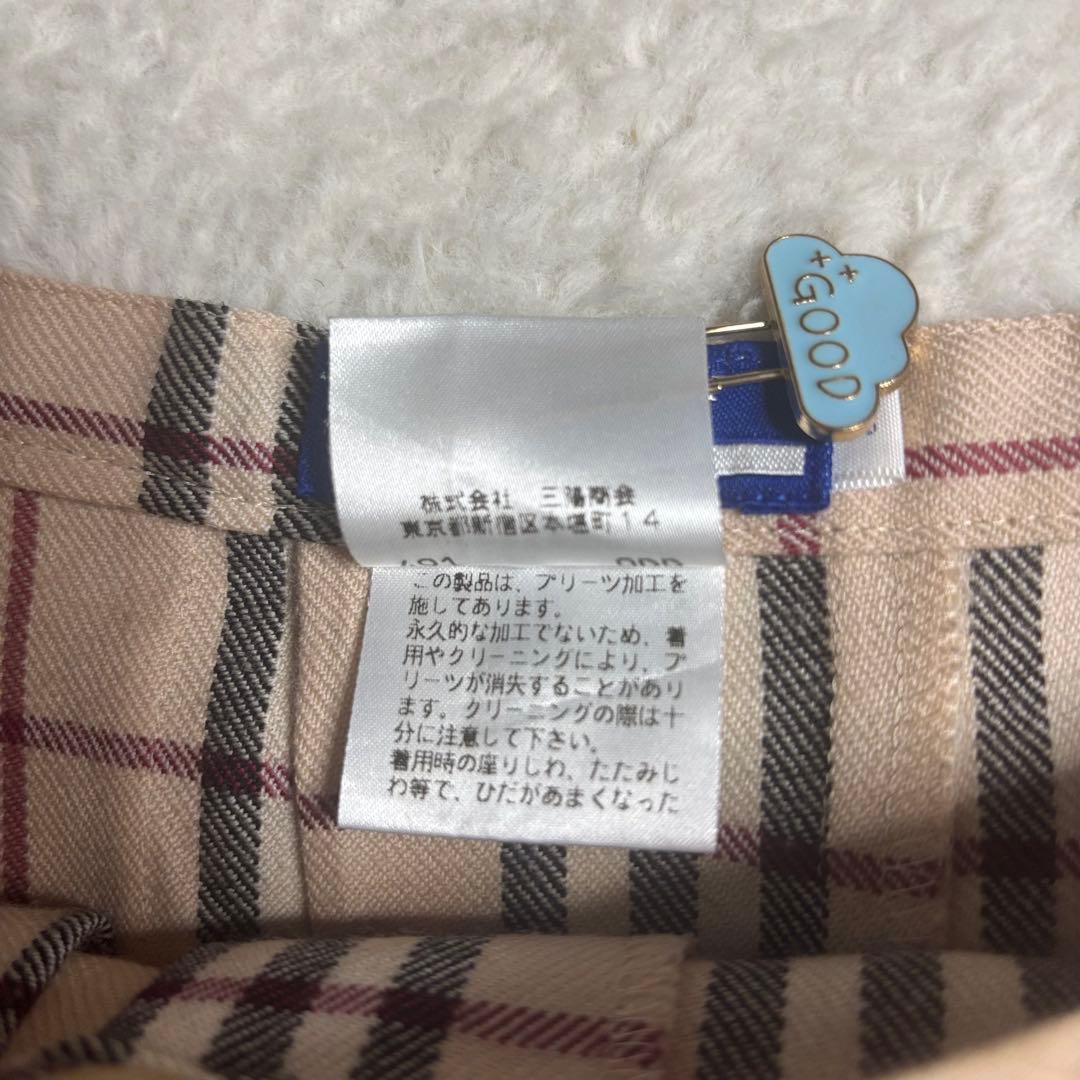 GOOD
株式会社 三陽商会
東京都新宿区本塩町14
この製品は、プリーツ加工を
施してあります。
永久的な加工でないため、着
用やクリーニングにより、プ
リーツが消失することがあり
ます。クリーニングの際は十
分に注意して下さい。
着用時の座りしわ、たたみじ
わ等で、ひだがあまくなった